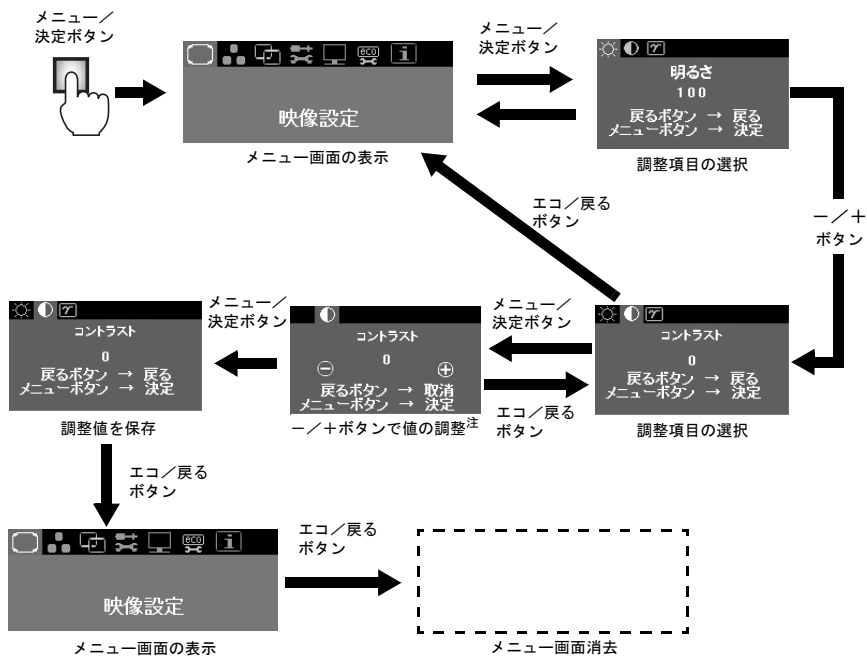 メニュー／
決定ボタン
eco
i
映像設定
メニュー画面の表示
メニュー／
決定ボタン
γ
明るさ
100
戻るボタン → 戻る
メニューボタン → 決定
調整項目の選択
－／＋
ボタン
エコ／戻る
ボタン
γ
コントラスト
0
戻るボタン → 戻る
メニューボタン → 決定
調整項目の選択
メニュー／
決定ボタン
エコ／戻る
ボタン
コントラスト
0
戻るボタン → 取消
メニューボタン → 決定
－／＋ボタンで値の調整注
メニュー／
決定ボタン
γ
コントラスト
0
戻るボタン → 戻る
メニューボタン → 決定
調整値を保存
エコ／戻る
ボタン
eco
i
映像設定
メニュー画面の表示
エコ／戻る
ボタン
メニュー画面消去